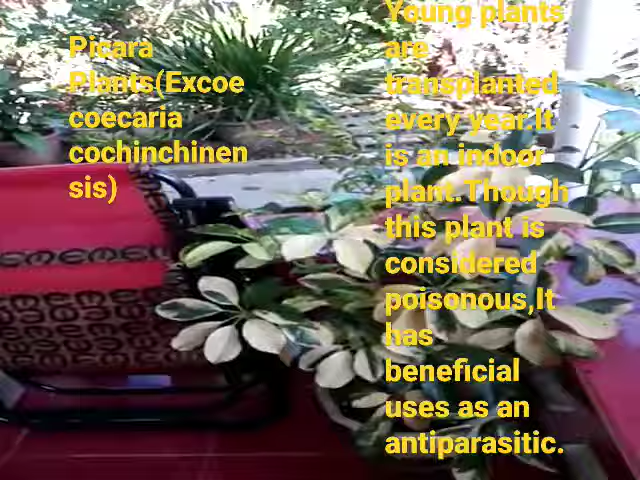 Picara
Plants(Excoe
coecaria
cochinchinen
sis)
Young plants
are
transplanted
every year.It
is an indoor
plant.Though
this plant is
considered
poisonous,It
has
beneficial
uses as an
antiparasitic.